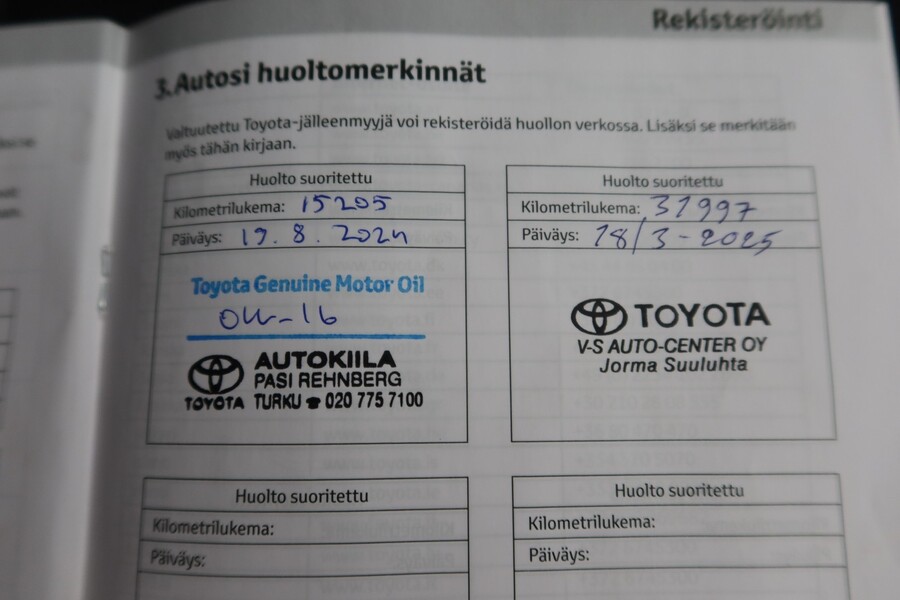 Rekisteröinti
3. Autosi huoltomerkinnät
Valtuutettu Toyota-jälleenmyyjä voi rekisteröidä huollon verkossa. Lisäksi se merkitään
myös tähän kirjaan.
Huolto suoritettu
Kilometrilukema: 15205
Päiväys: 19.8.2024
Toyota Genuine Motor Oil
0W-16
AUTOKIILA
PASI REHNBERG
TOYOTA TURKU ☎ 020 775 7100
Huolto suoritettu
Kilometrilukema: 31997
Päiväys: 18/3-2025
TOYOTA
V-S AUTO-CENTER OY
Jorma Suuluhta
Huolto suoritettu
Kilometrilukema:
Päiväys:
Huolto suoritettu
Kilometrilukema:
Päiväys: